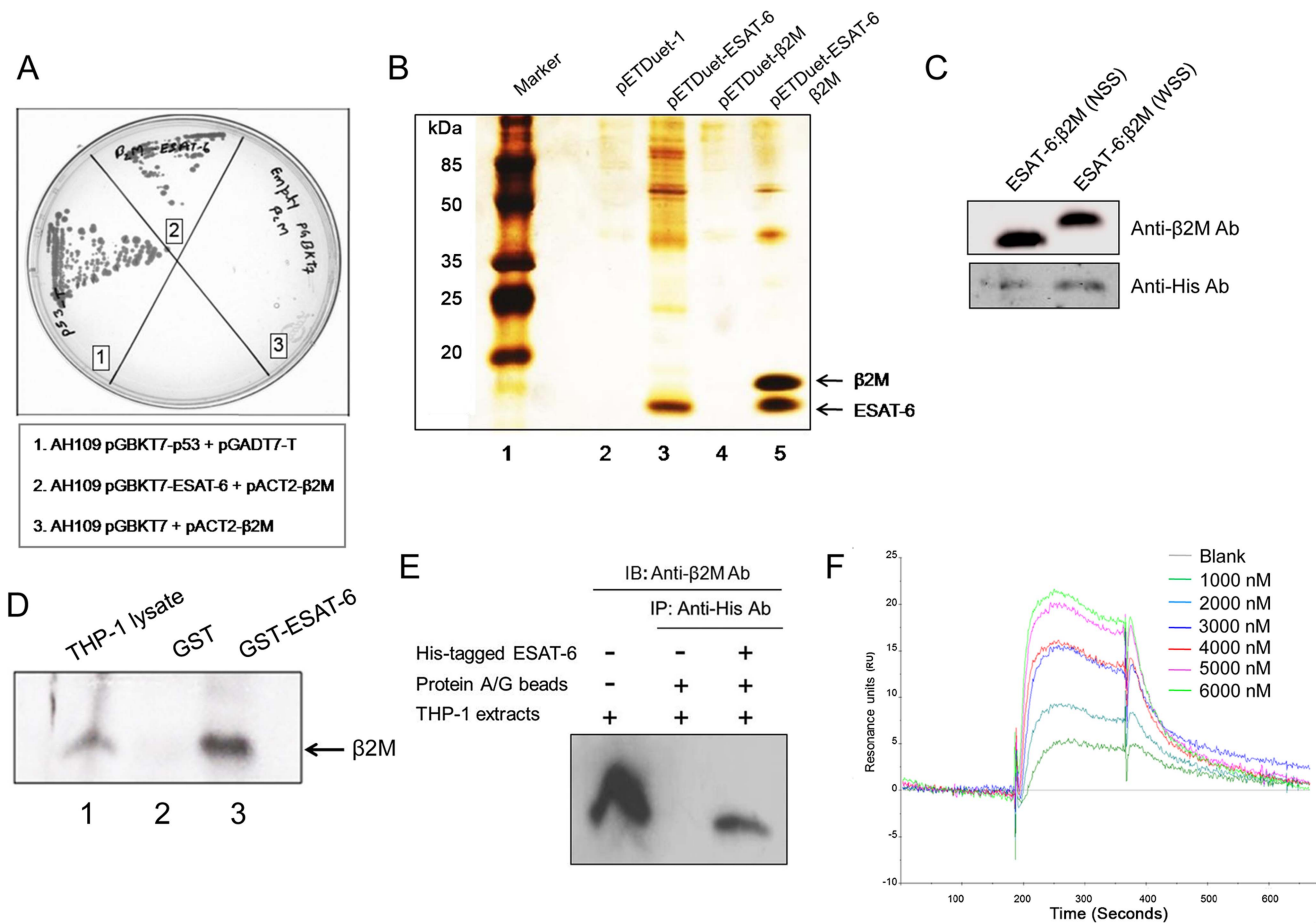 A
β2M ESAT-6
Empty pGBKT7
β2M
p53-T
1
2
3
1. AH109 pGBKT7-p53 + pGADT7-T
2. AH109 pGBKT7-ESAT-6 + pACT2-β2M
3. AH109 pGBKT7 + pACT2-β2M
B
Marker
pETDuet-1
pETDuet-ESAT-6
pETDuet-β2M
pETDuet-ESAT-6
β2M
kDa
85
50
35
25
20
β2M
ESAT-6
1 2 3 4 5
C
ESAT-6:β2M (NSS)
ESAT-6:β2M (WSS)
Anti-β2M Ab
Anti-His Ab
D
THP-1 lysate
GST
GST-ESAT-6
β2M
1 2 3
E
IB: Anti-β2M Ab
IP: Anti-His Ab
His-tagged ESAT-6 - - +
Protein A/G beads - + +
THP-1 extracts + + +
F
Resonance units (RU)
25
20
15
10
5
0
-5
-10
100 200 300 400 500 600
Time (Seconds)
Blank
1000 nM
2000 nM
3000 nM
4000 nM
5000 nM
6000 nM